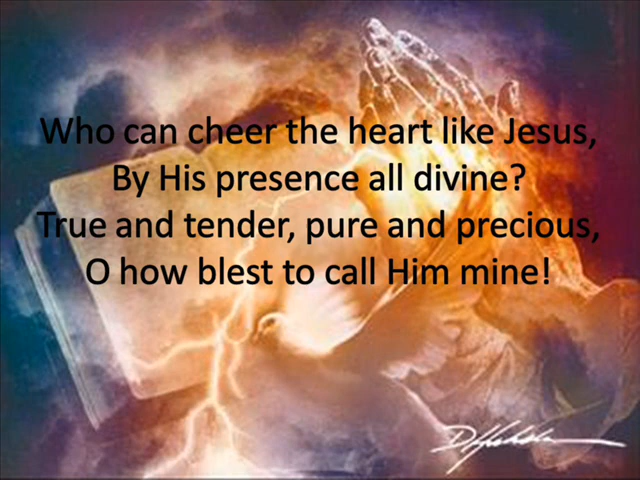 Who can cheer the heart like Jesus,
By His presence all divine?
True and tender, pure and precious,
O how blest to call Him mine!